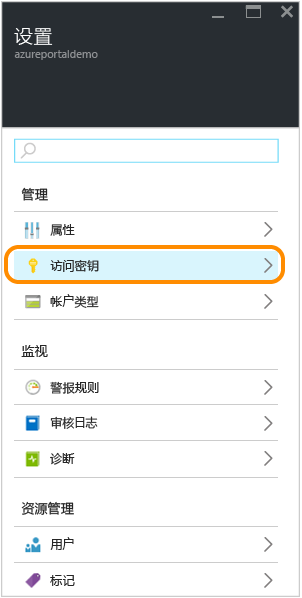 设置
azureportaldemo
管理
属性
访问密钥
帐户类型
监视
警报规则
审核日志
诊断
资源管理
用户
标记